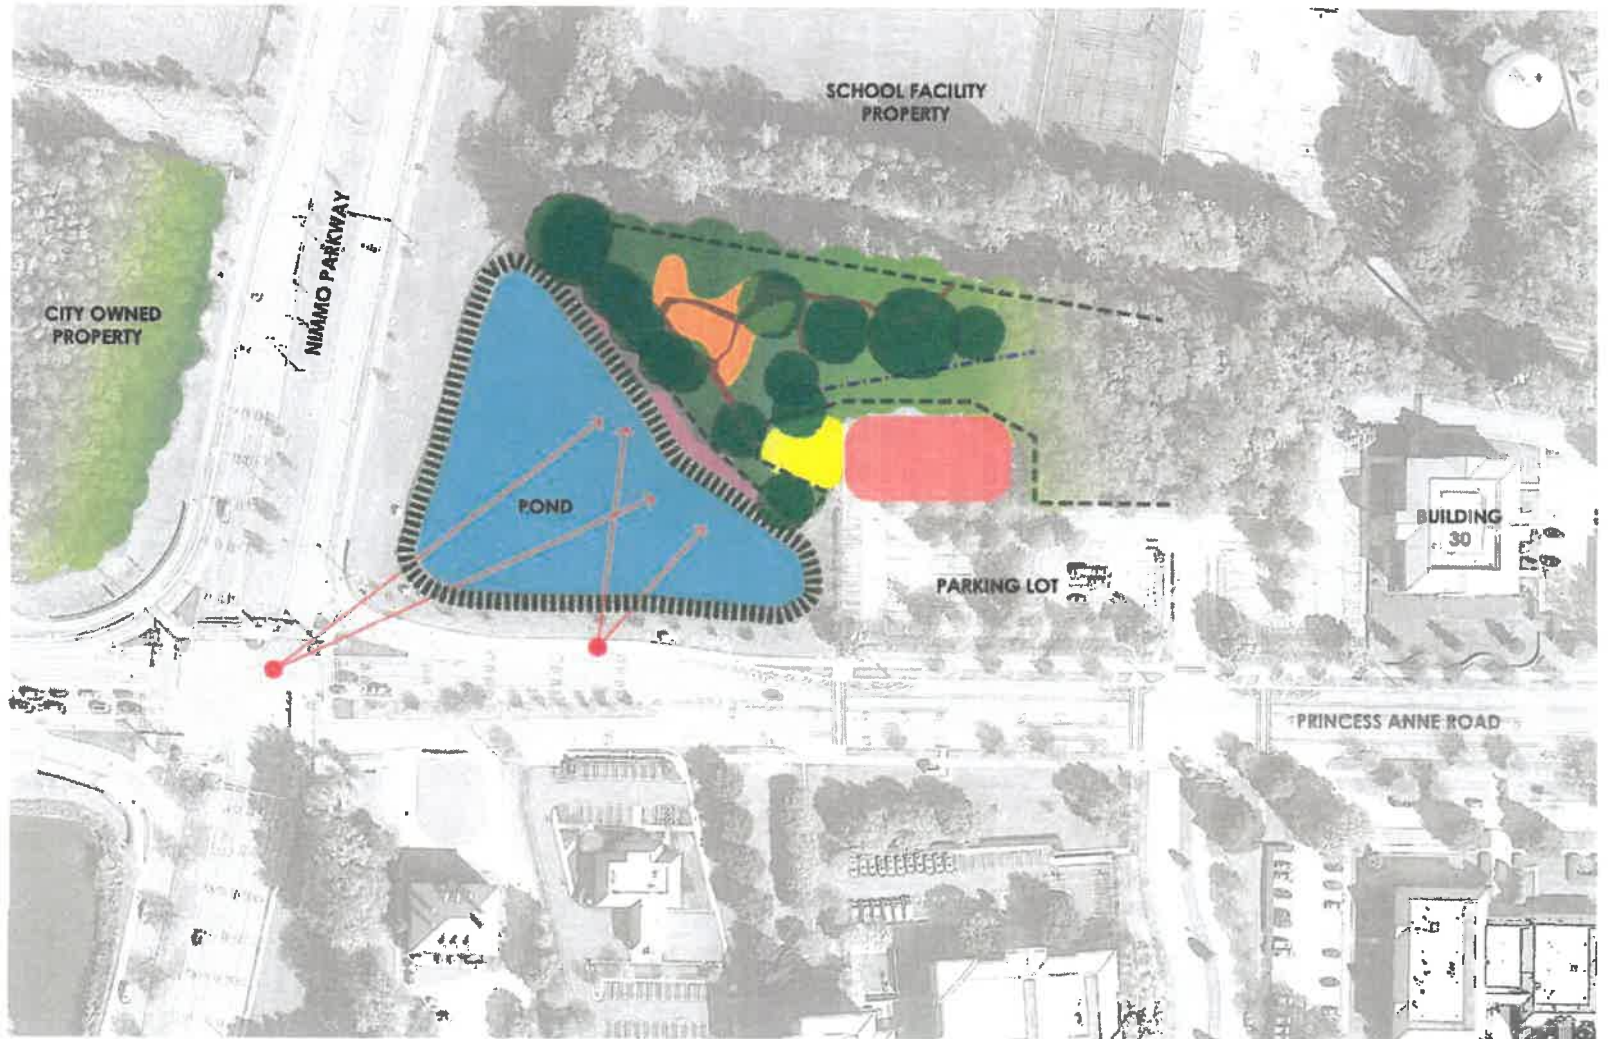 SCHOOL FACILITY
PROPERTY
NIMMO PARKWAY
CITY OWNED
PROPERTY
POND
BUILDING
30
PARKING LOT
PRINCESS ANNE ROAD